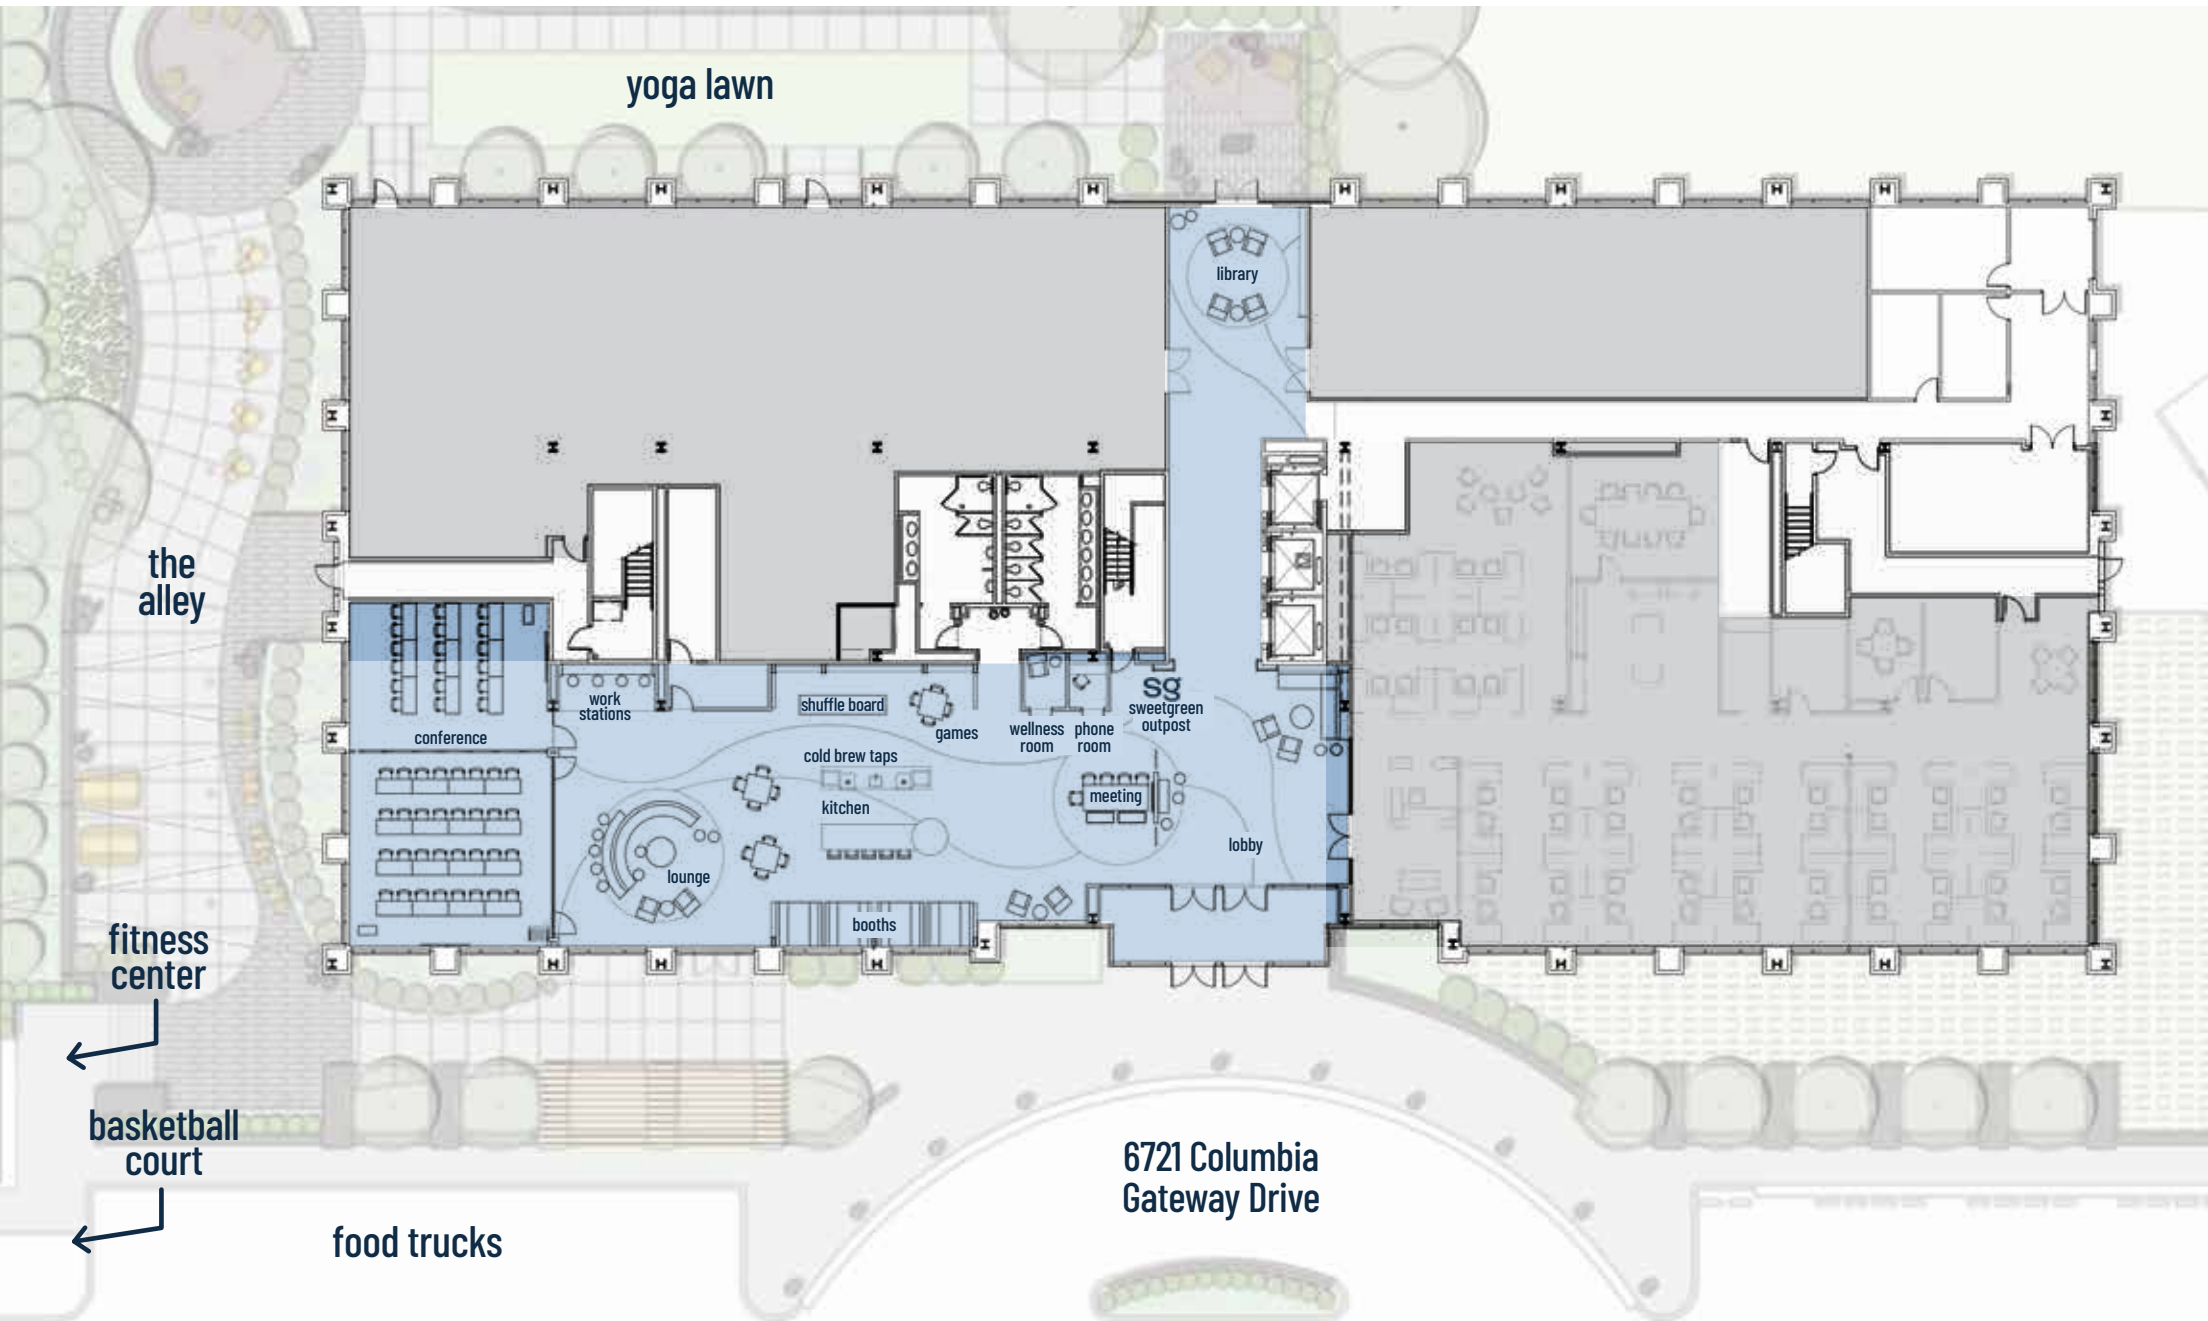 yoga lawn
library
the
alley
work
stations
shuffle board
games
wellness
room
phone
room
sg
sweetgreen
outpost
conference
cold brew taps
kitchen
meeting
lobby
lounge
booths
fitness
center
basketball
court
food trucks
6721 Columbia
Gateway Drive